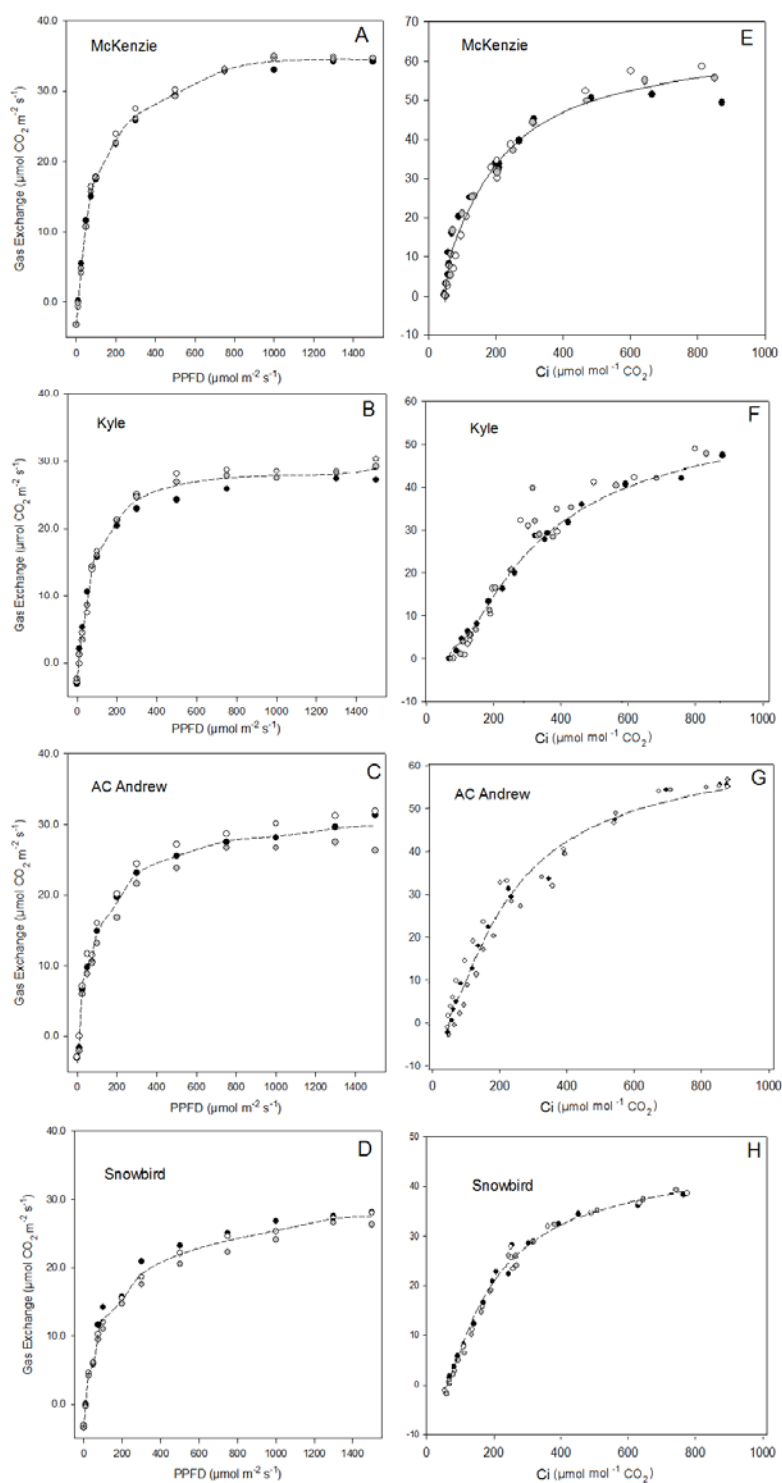 A
McKenzie
Gas Exchange (µmol CO2 m-2 s-1)
40.0
30.0
20.0
10.0
0.0
0 200 400 600 800 1000 1200 1400
PPFD (µmol m-2 s-1)
E
McKenzie
70
60
50
40
30
20
10
0
-10
0 200 400 600 800 1000
Ci (µmol mol-1 CO2)
B
Kyle
Gas Exchange (µmol CO2 m-2 s-1)
40.0
30.0
20.0
10.0
0.0
0 200 400 600 800 1000 1200 1400
PPFD (µmol m-2 s-1)
F
Kyle
60
50
40
30
20
10
0
-10
0 200 400 600 800 1000
Ci (µmol mol-1 CO2)
C
AC Andrew
Gas Exchange (µmol CO2 m-2 s-1)
40.0
30.0
20.0
10.0
0.0
0 200 400 600 800 1000 1200 1400
PPFD (µmol m-2 s-1)
G
AC Andrew
60
50
40
30
20
10
0
-10
0 200 400 600 800 1000
Ci (µmol mol-1 CO2)
D
Snowbird
Gas Exchange (µmol CO2 m-2 s-1)
40.0
30.0
20.0
10.0
0.0
0 200 400 600 800 1000 1200 1400
PPFD (µmol m-2 s-1)
H
Snowbird
50
40
30
20
10
0
-10
0 200 400 600 800 1000
Ci (µmol mol-1 CO2)